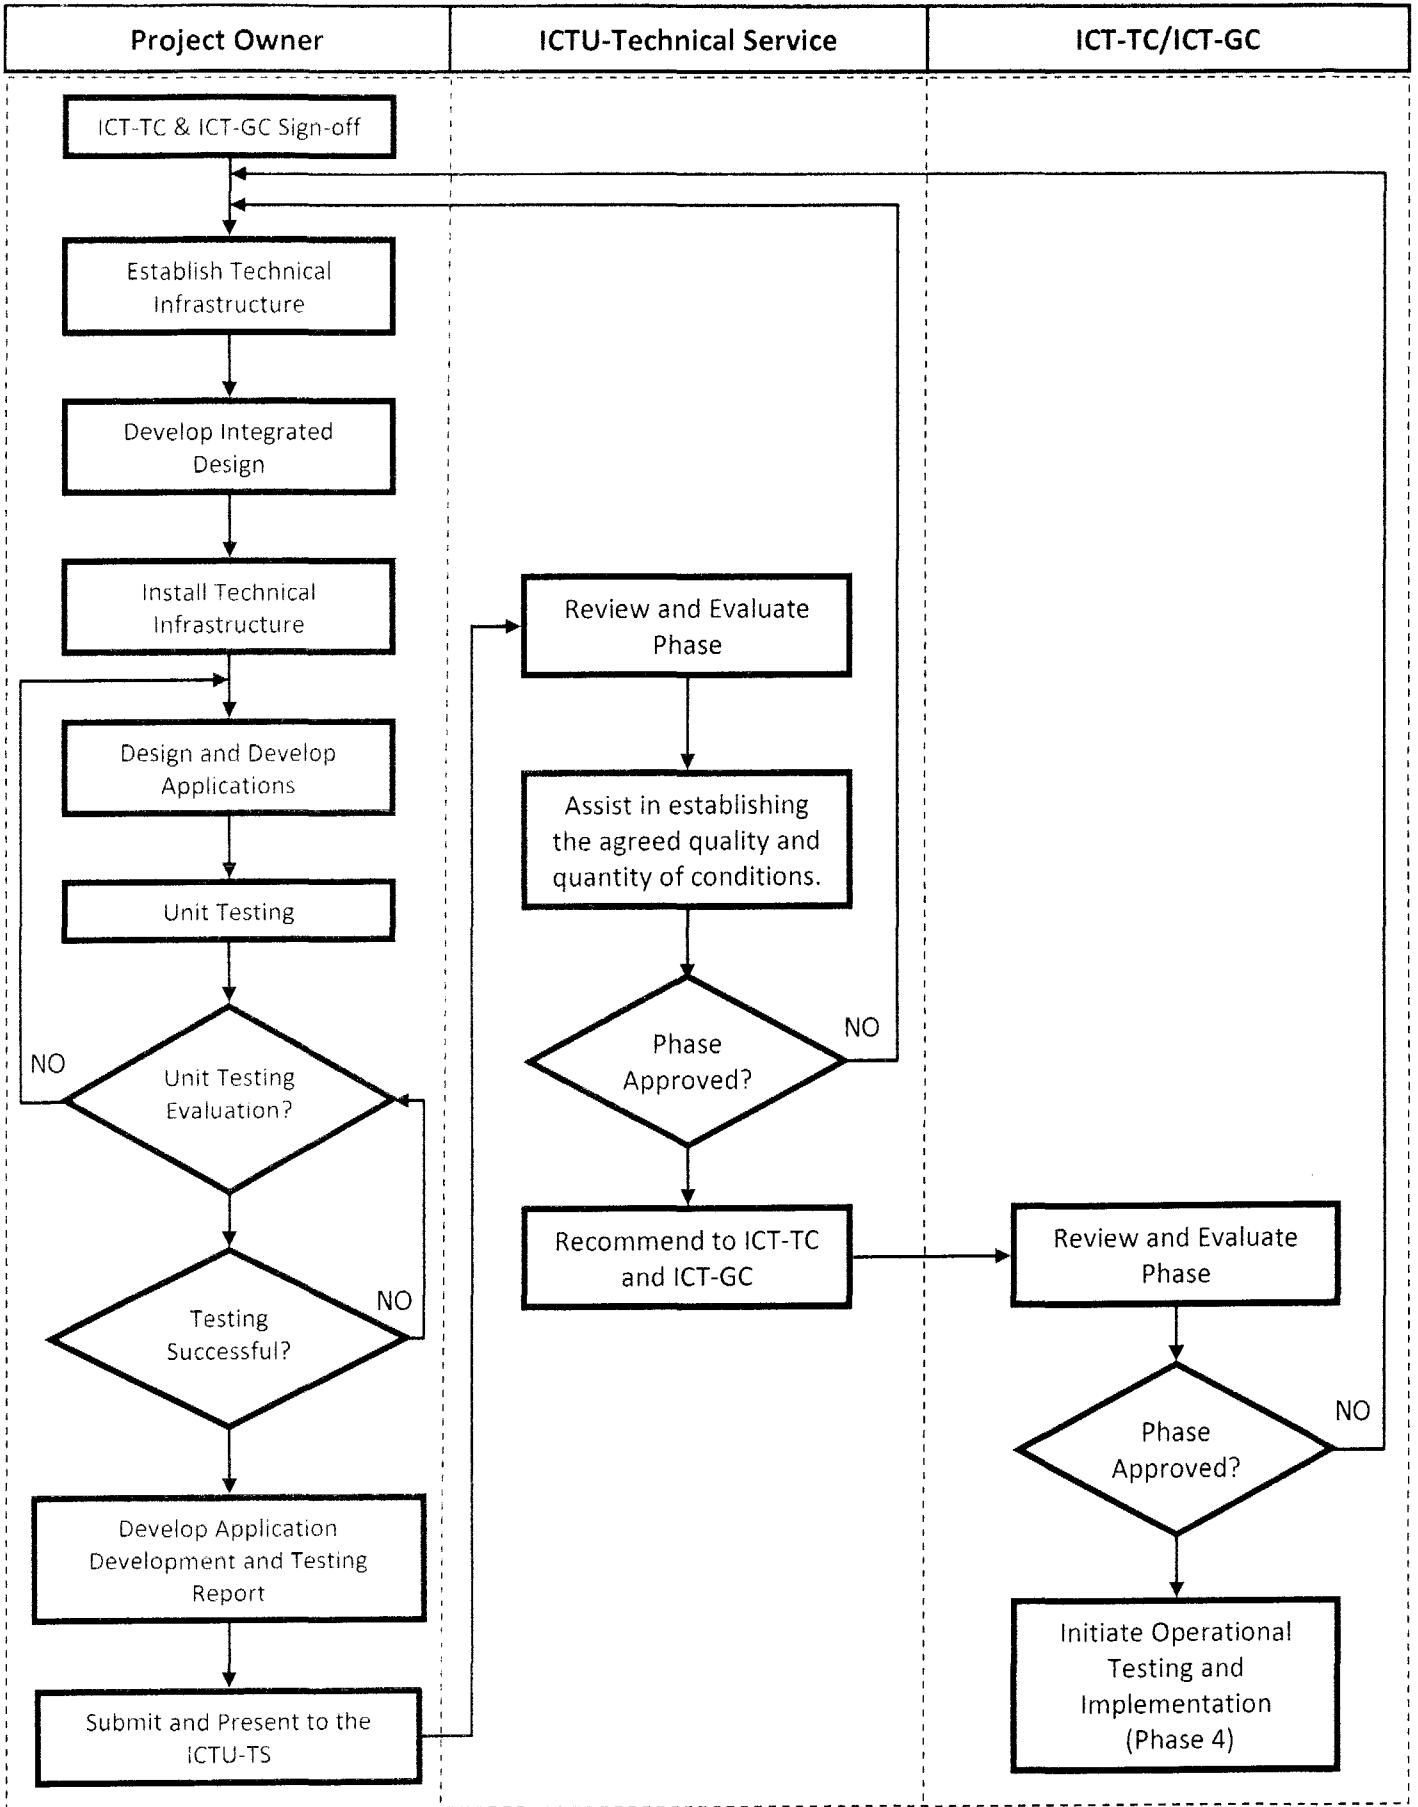 Project Owner
ICTU-Technical Service
ICT-TC/ICT-GC
ICT-TC & ICT-GC Sign-off
Establish Technical
Infrastructure
Develop Integrated
Design
Install Technical
Infrastructure
Design and Develop
Applications
Unit Testing
NO
Unit Testing
Evaluation?
NO
Testing
Successful?
Develop Application
Development and Testing
Report
Submit and Present to the
ICTU-TS
Review and Evaluate
Phase
Assist in establishing
the agreed quality and
quantity of conditions.
NO
Phase
Approved?
Recommend to ICT-TC
and ICT-GC
Review and Evaluate
Phase
NO
Phase
Approved?
Initiate Operational
Testing and
Implementation
(Phase 4)